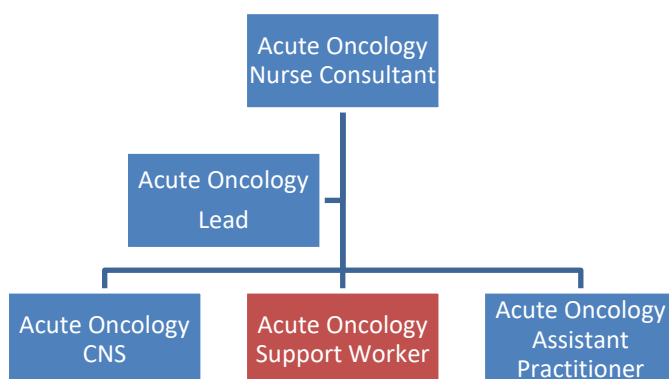 Acute Oncology
Nurse Consultant
Acute Oncology
Lead
Acute Oncology
CNS
Acute Oncology
Support Worker
Acute Oncology
Assistant
Practitioner